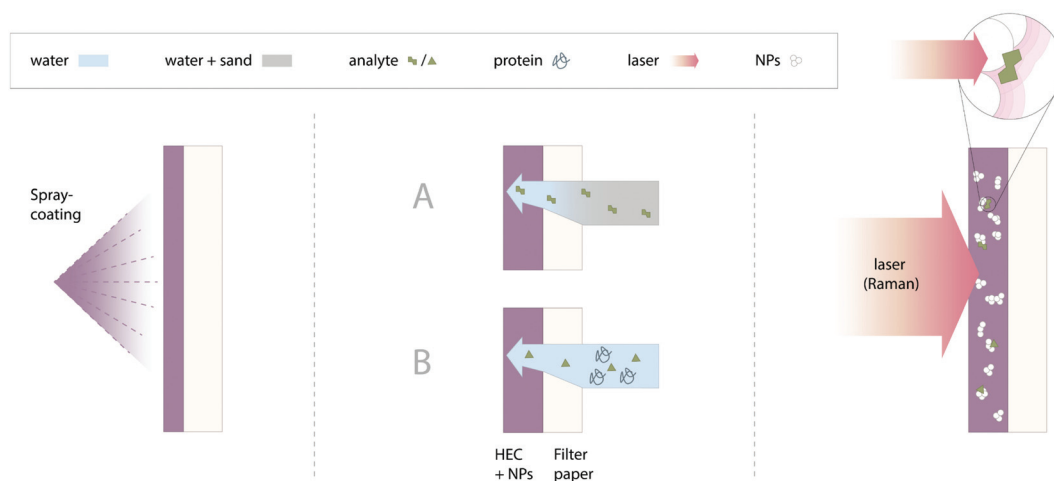 water
water + sand
analyte /
protein
laser
NPs
Spray-
coating
A
B
HEC
+ NPs
Filter
paper
laser
(Raman)